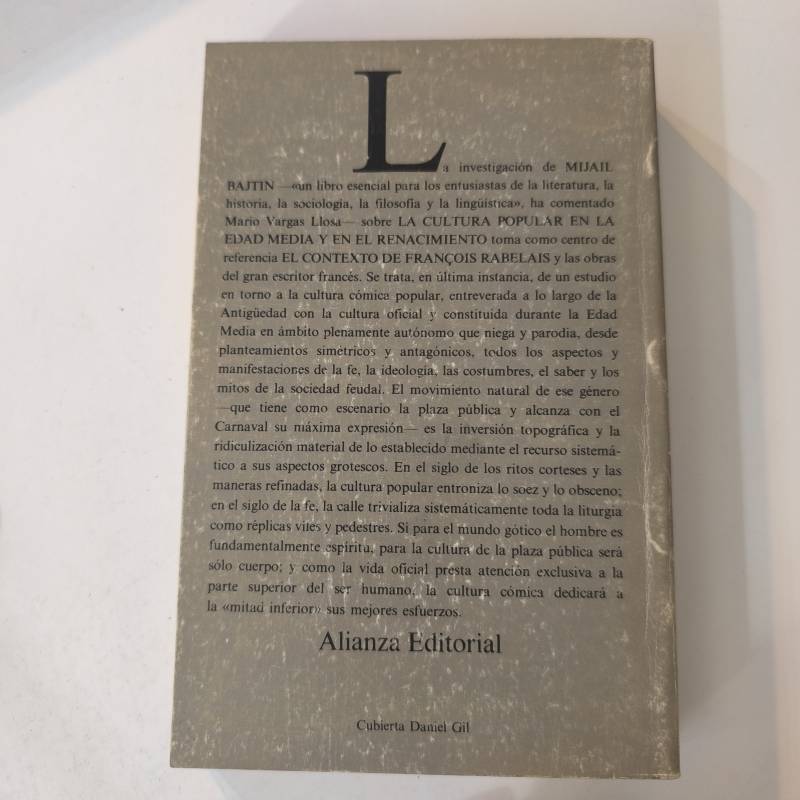 La investigación de MIJAIL
BAJTIN —«un libro esencial para los entusiastas de la literatura, la
historia, la sociología, la filosofía y la lingüística», ha comentado
Mario Vargas Llosa— sobre LA CULTURA POPULAR EN LA
EDAD MEDIA Y EN EL RENACIMIENTO toma como centro de
referencia EL CONTEXTO DE FRANÇOIS RABELAIS y las obras
del gran escritor francés. Se trata, en última instancia, de un estudio
en torno a la cultura cómica popular, entreverada a lo largo de la
Antigüedad con la cultura oficial y constituida durante la Edad
Media en ámbito plenamente autónomo que niega y parodia, desde
planteamientos simétricos y antagónicos, todos los aspectos y
manifestaciones de la fe, la ideología, las costumbres, el saber y los
mitos de la sociedad feudal. El movimiento natural de ese género
—que tiene como escenario la plaza pública y alcanza con el
Carnaval su máxima expresión— es la inversión topográfica y la
ridiculización material de lo establecido mediante el recurso sistemá-
tico a sus aspectos grotescos. En el siglo de los ritos corteses y las
maneras refinadas, la cultura popular entroniza lo soez y lo obsceno;
en el siglo de la fe, la calle trivializa sistemáticamente toda la liturgia
como réplicas viles y pedestres. Si para el mundo gótico el hombre es
fundamentalmente espíritu, para la cultura de la plaza pública será
sólo cuerpo; y como la vida oficial presta atención exclusiva a la
parte superior del ser humano, la cultura cómica dedicará a
la «mitad inferior» sus mejores esfuerzos.
Alianza Editorial
Cubierta Daniel Gil